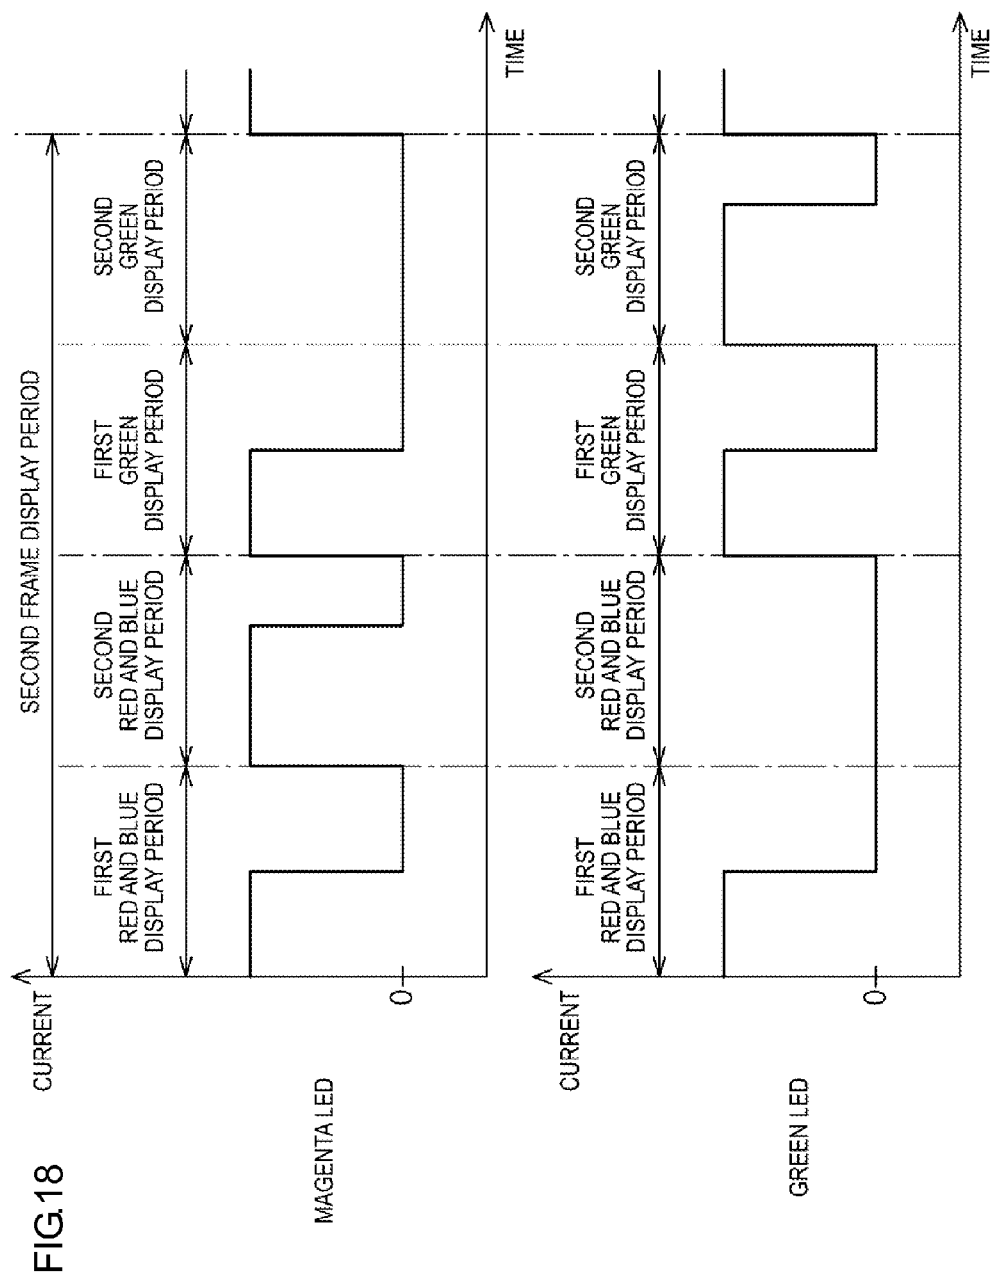 FIG.18
CURRENT
SECOND FRAME DISPLAY PERIOD
FIRST
RED AND BLUE
DISPLAY PERIOD
SECOND
RED AND BLUE
DISPLAY PERIOD
FIRST
GREEN
DISPLAY PERIOD
SECOND
GREEN
DISPLAY PERIOD
MAGENTA LED
0
TIME
CURRENT
FIRST
RED AND BLUE
DISPLAY PERIOD
SECOND
RED AND BLUE
DISPLAY PERIOD
FIRST
GREEN
DISPLAY PERIOD
SECOND
GREEN
DISPLAY PERIOD
GREEN LED
0
TIME